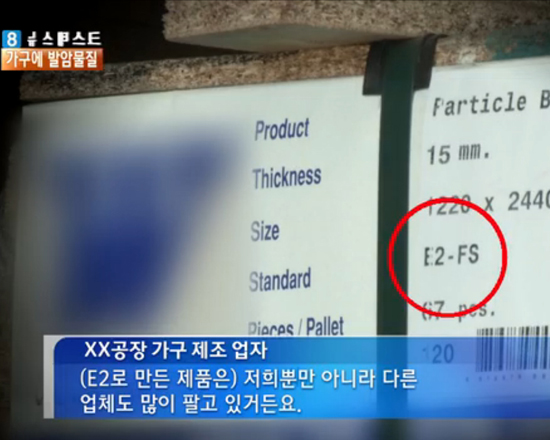 8 뉴스테스트
가구에 발암물질
Product
Particle B
Thickness
15 mm.
Size
1220 x 2440
Standard
E2-FS
Pieces / Pallet
67 pcs.
120
XX공장 가구 제조 업자
(E2로 만든 제품은) 저희뿐만 아니라 다른
업체도 많이 팔고 있거든요.